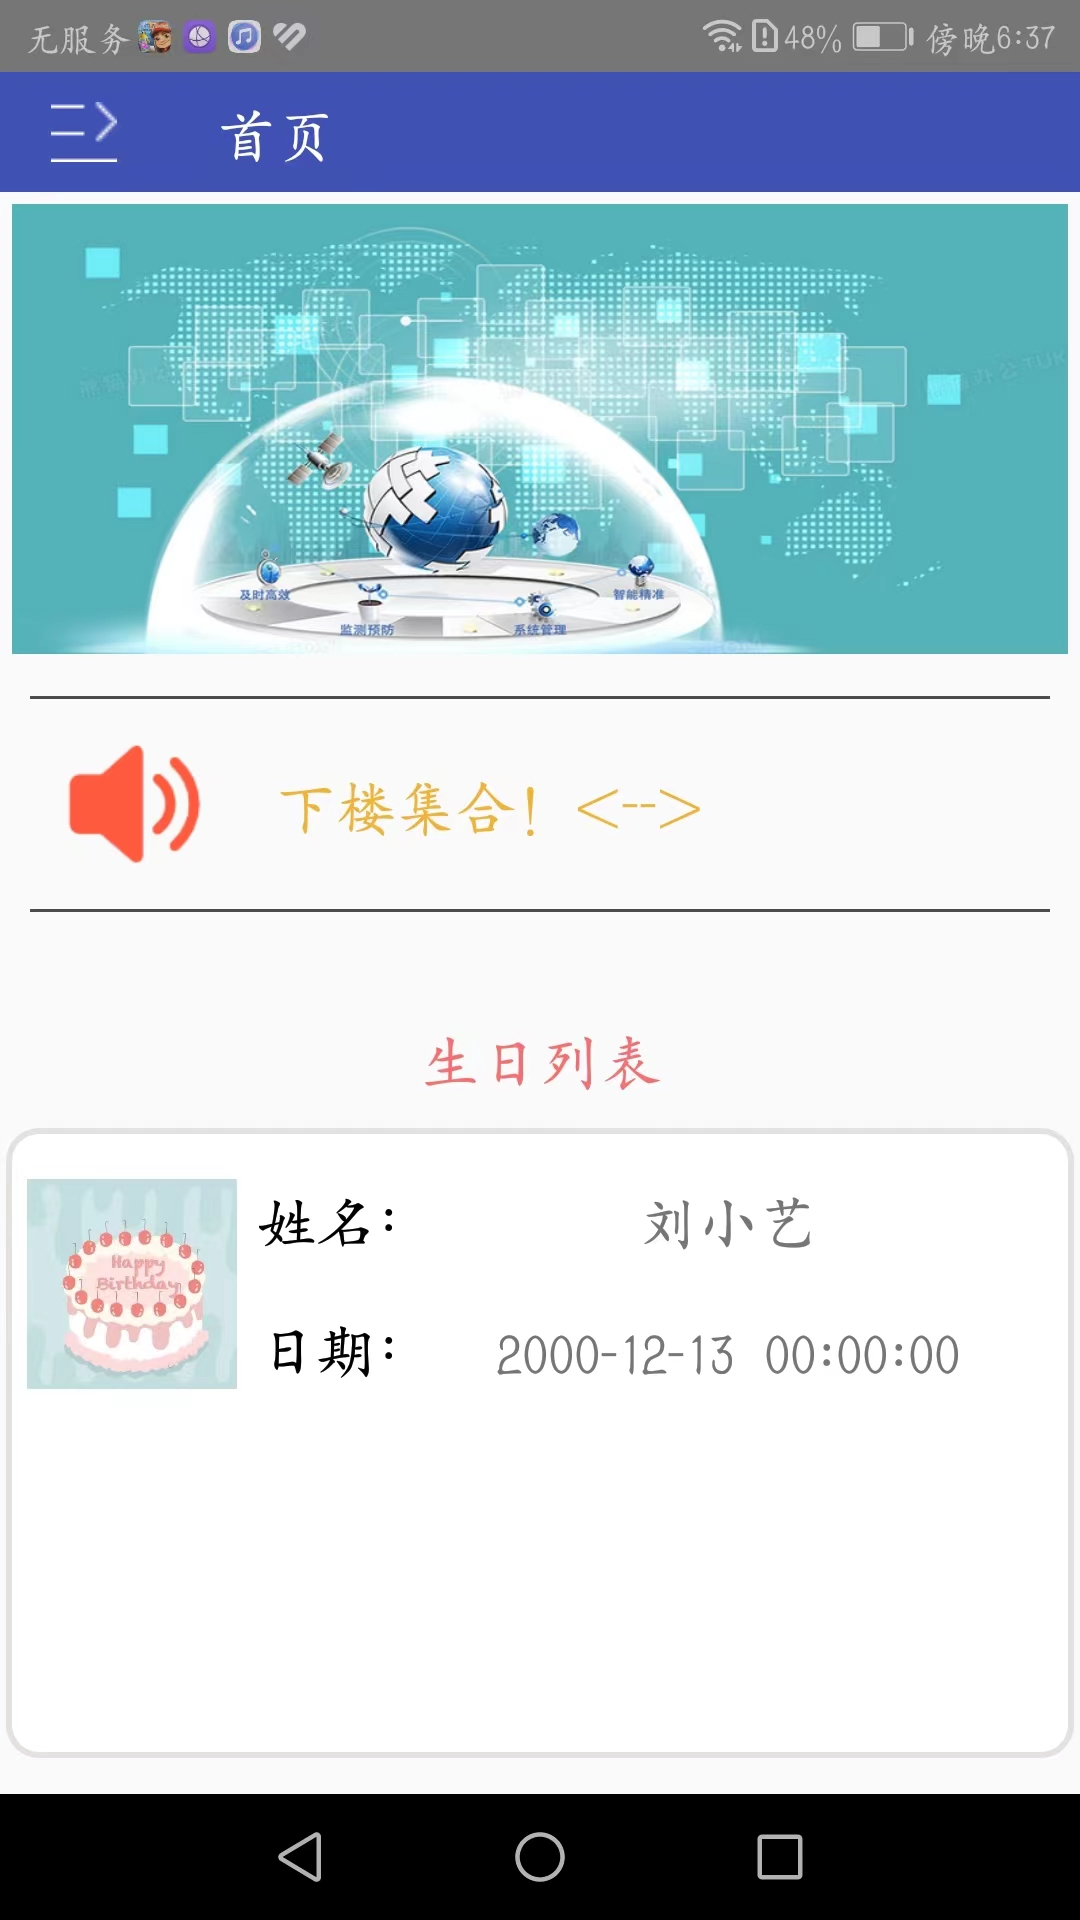 无服务 48% 傍晚6:37
首页
及时高效
智能精准
监测预防
系统管理
下楼集合! <-->
生日列表
Happy
Birthday
姓名: 刘小艺
日期: 2000-12-13 00:00:00